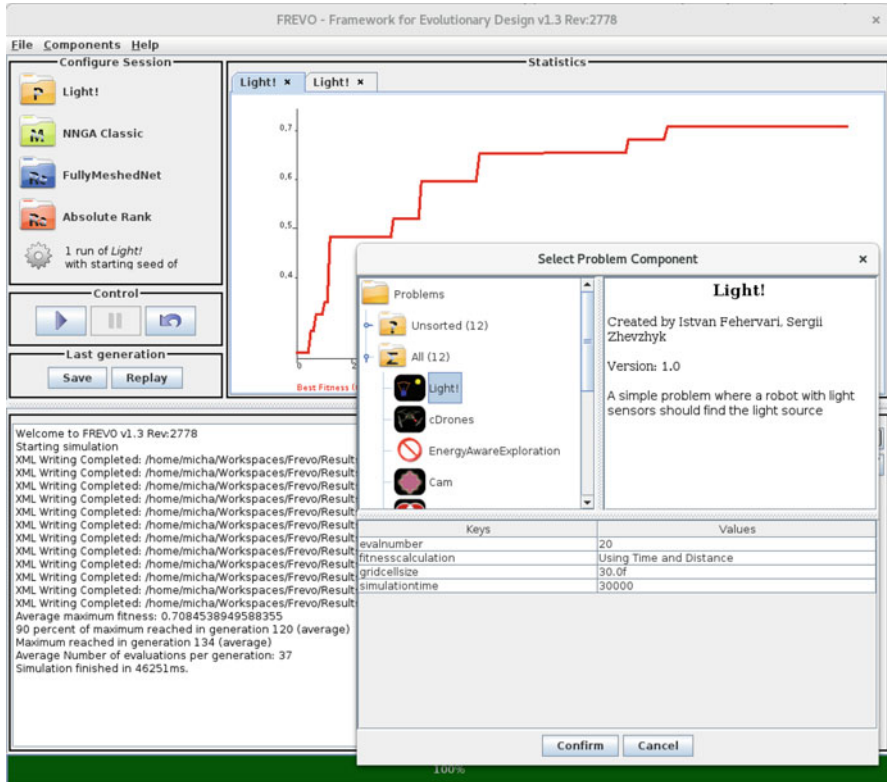 FREVO - Framework for Evolutionary Design v1.3 Rev:2778
File Components Help
Configure Session
Light!
NNGA Classic
FullyMeshedNet
Absolute Rank
1 run of Light!
with starting seed of
Control
Last generation
Save Replay
Statistics
Light! Light!
0,7
0,5
0,4
0
Best Fitness (
Welcome to FREVO v1.3 Rev:2778
Starting simulation
XML Writing Completed: /home/micha/Workspaces/Frevo/Result
XML Writing Completed: /home/micha/Workspaces/Frevo/Result
XML Writing Completed: /home/micha/Workspaces/Frevo/Result
XML Writing Completed: /home/micha/Workspaces/Frevo/Result
XML Writing Completed: /home/micha/Workspaces/Frevo/Result
XML Writing Completed: /home/micha/Workspaces/Frevo/Result
XML Writing Completed: /home/micha/Workspaces/Frevo/Result
XML Writing Completed: /home/micha/Workspaces/Frevo/Result
XML Writing Completed: /home/micha/Workspaces/Frevo/Result
XML Writing Completed: /home/micha/Workspaces/Frevo/Result
XML Writing Completed: /home/micha/Workspaces/Frevo/Result
XML Writing Completed: /home/micha/Workspaces/Frevo/Result
Average maximum fitness: 0.7084538949588355
90 percent of maximum reached in generation 120 (average)
Maximum reached in generation 134 (average)
Average Number of evaluations per generation: 37
Simulation finished in 46251ms.
Select Problem Component
Problems
Unsorted (12)
All (12)
Light!
cDrones
EnergyAwareExploration
Cam
Light!
Created by Istvan Fehervari, Sergii
Zhevzhyk
Version: 1.0
A simple problem where a robot with light
sensors should find the light source
Keys Values
evalnumber 20
fitnesscalculation Using Time and Distance
gridcellsize 30.0f
simulationtime 30000
Confirm Cancel
100%